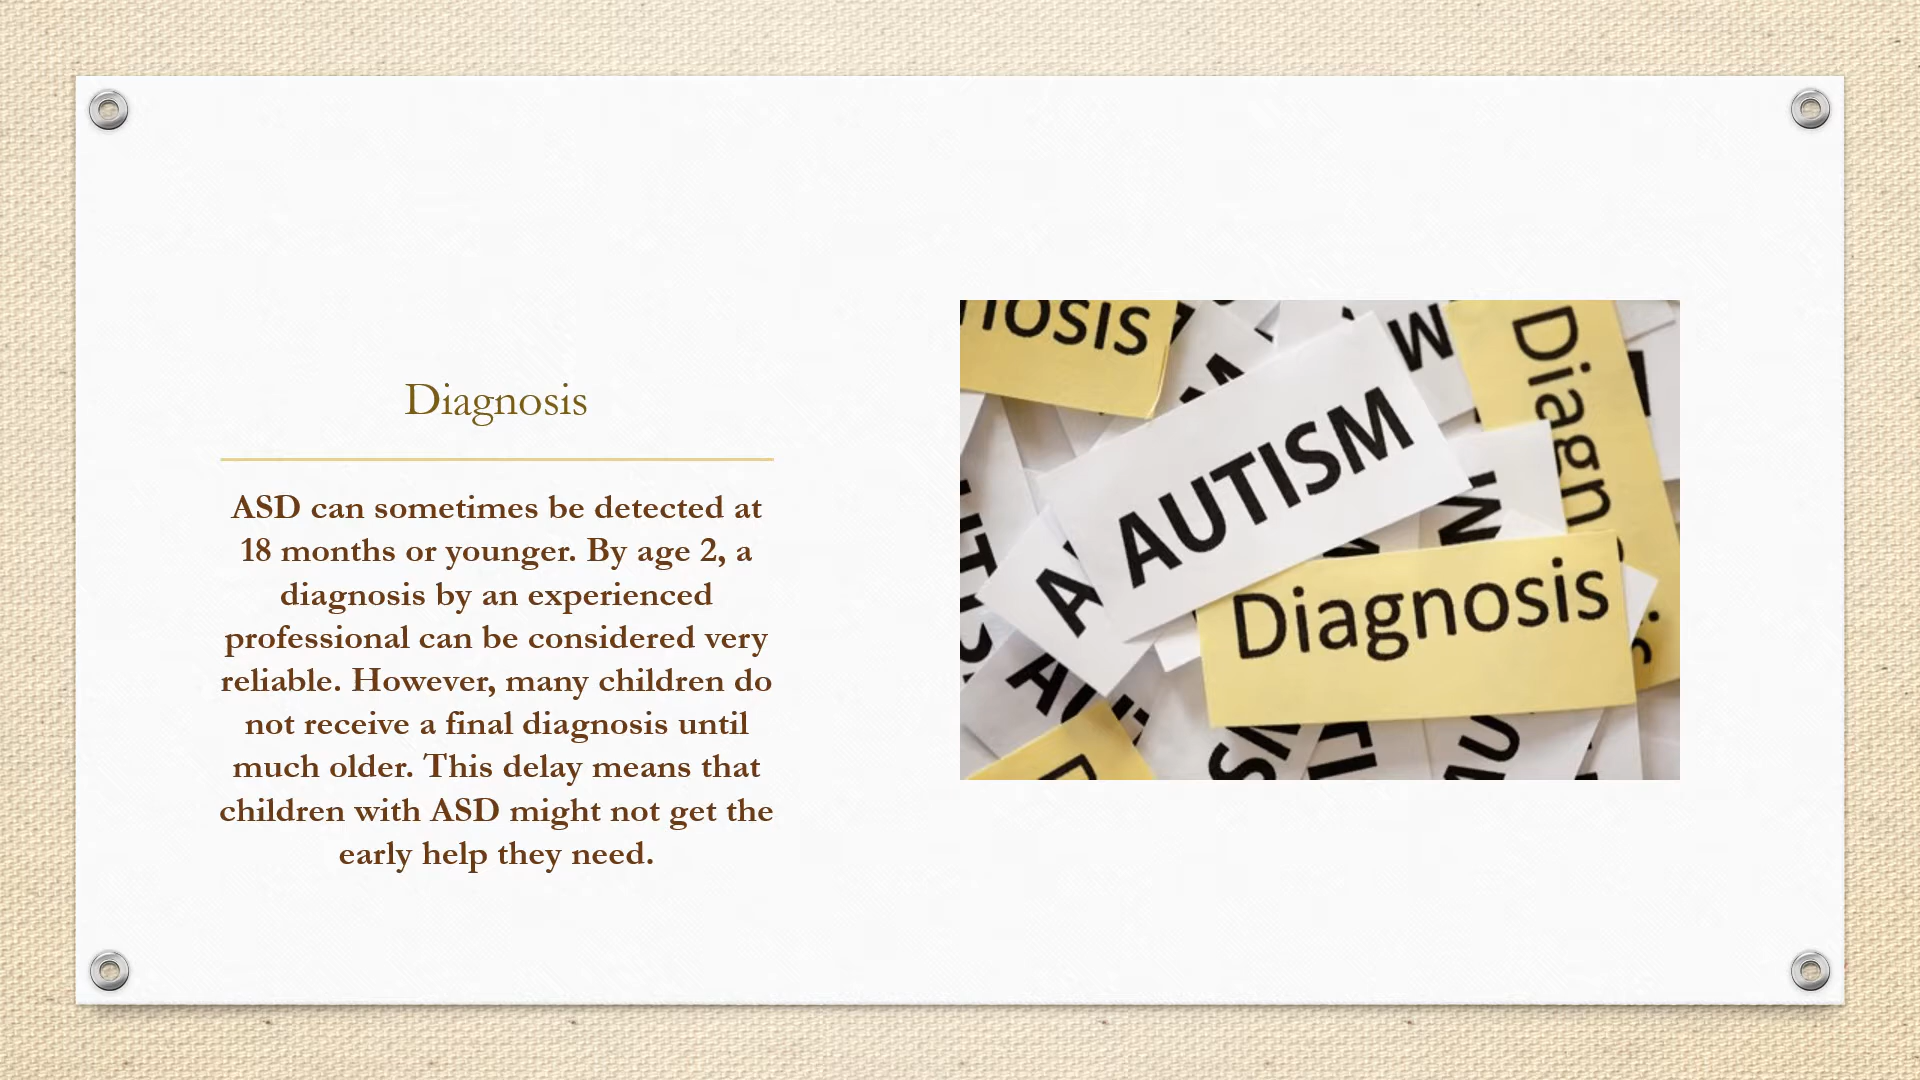 Diagnosis
ASD can sometimes be detected at
18 months or younger. By age 2, a
diagnosis by an experienced
professional can be considered very
reliable. However, many children do
not receive a final diagnosis until
much older. This delay means that
children with ASD might not get the
early help they need.
nosis
M
Diagn
AUTISM
A
Diagnosis